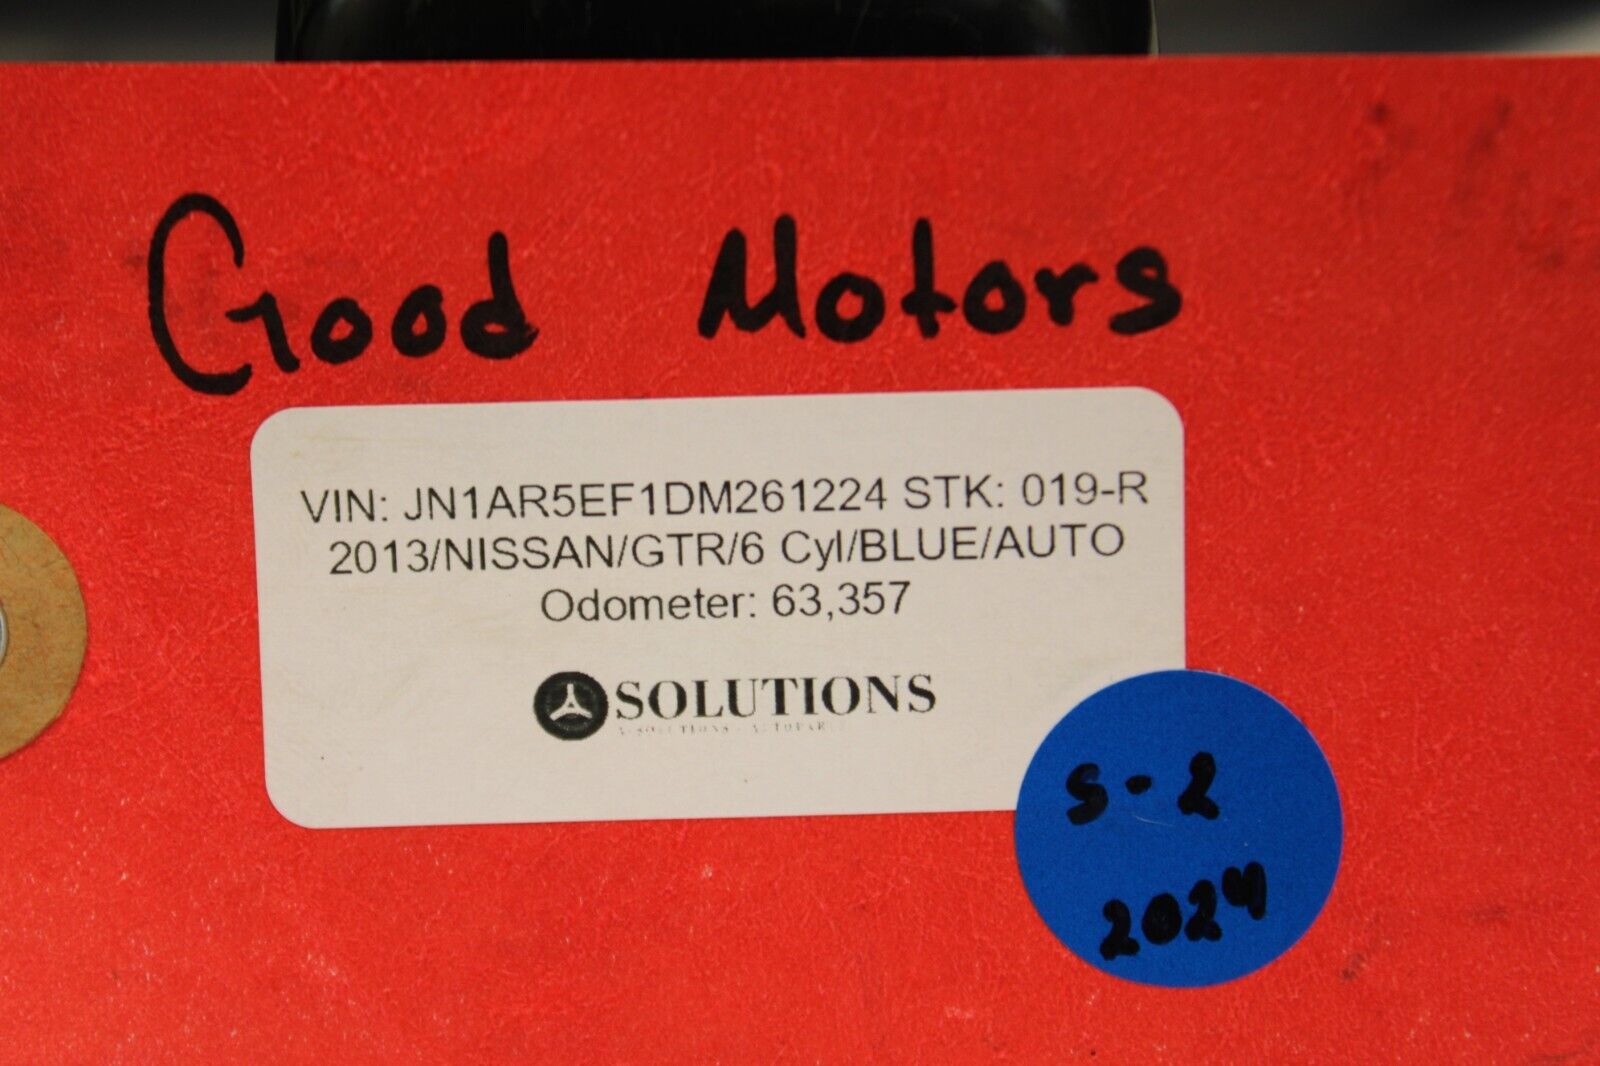 Good Motors
VIN: JN1AR5EF1DM261224 STK: 019-R
2013/NISSAN/GTR/6 Cyl/BLUE/AUTO
Odometer: 63,357
SOLUTIONS
S-2
2024